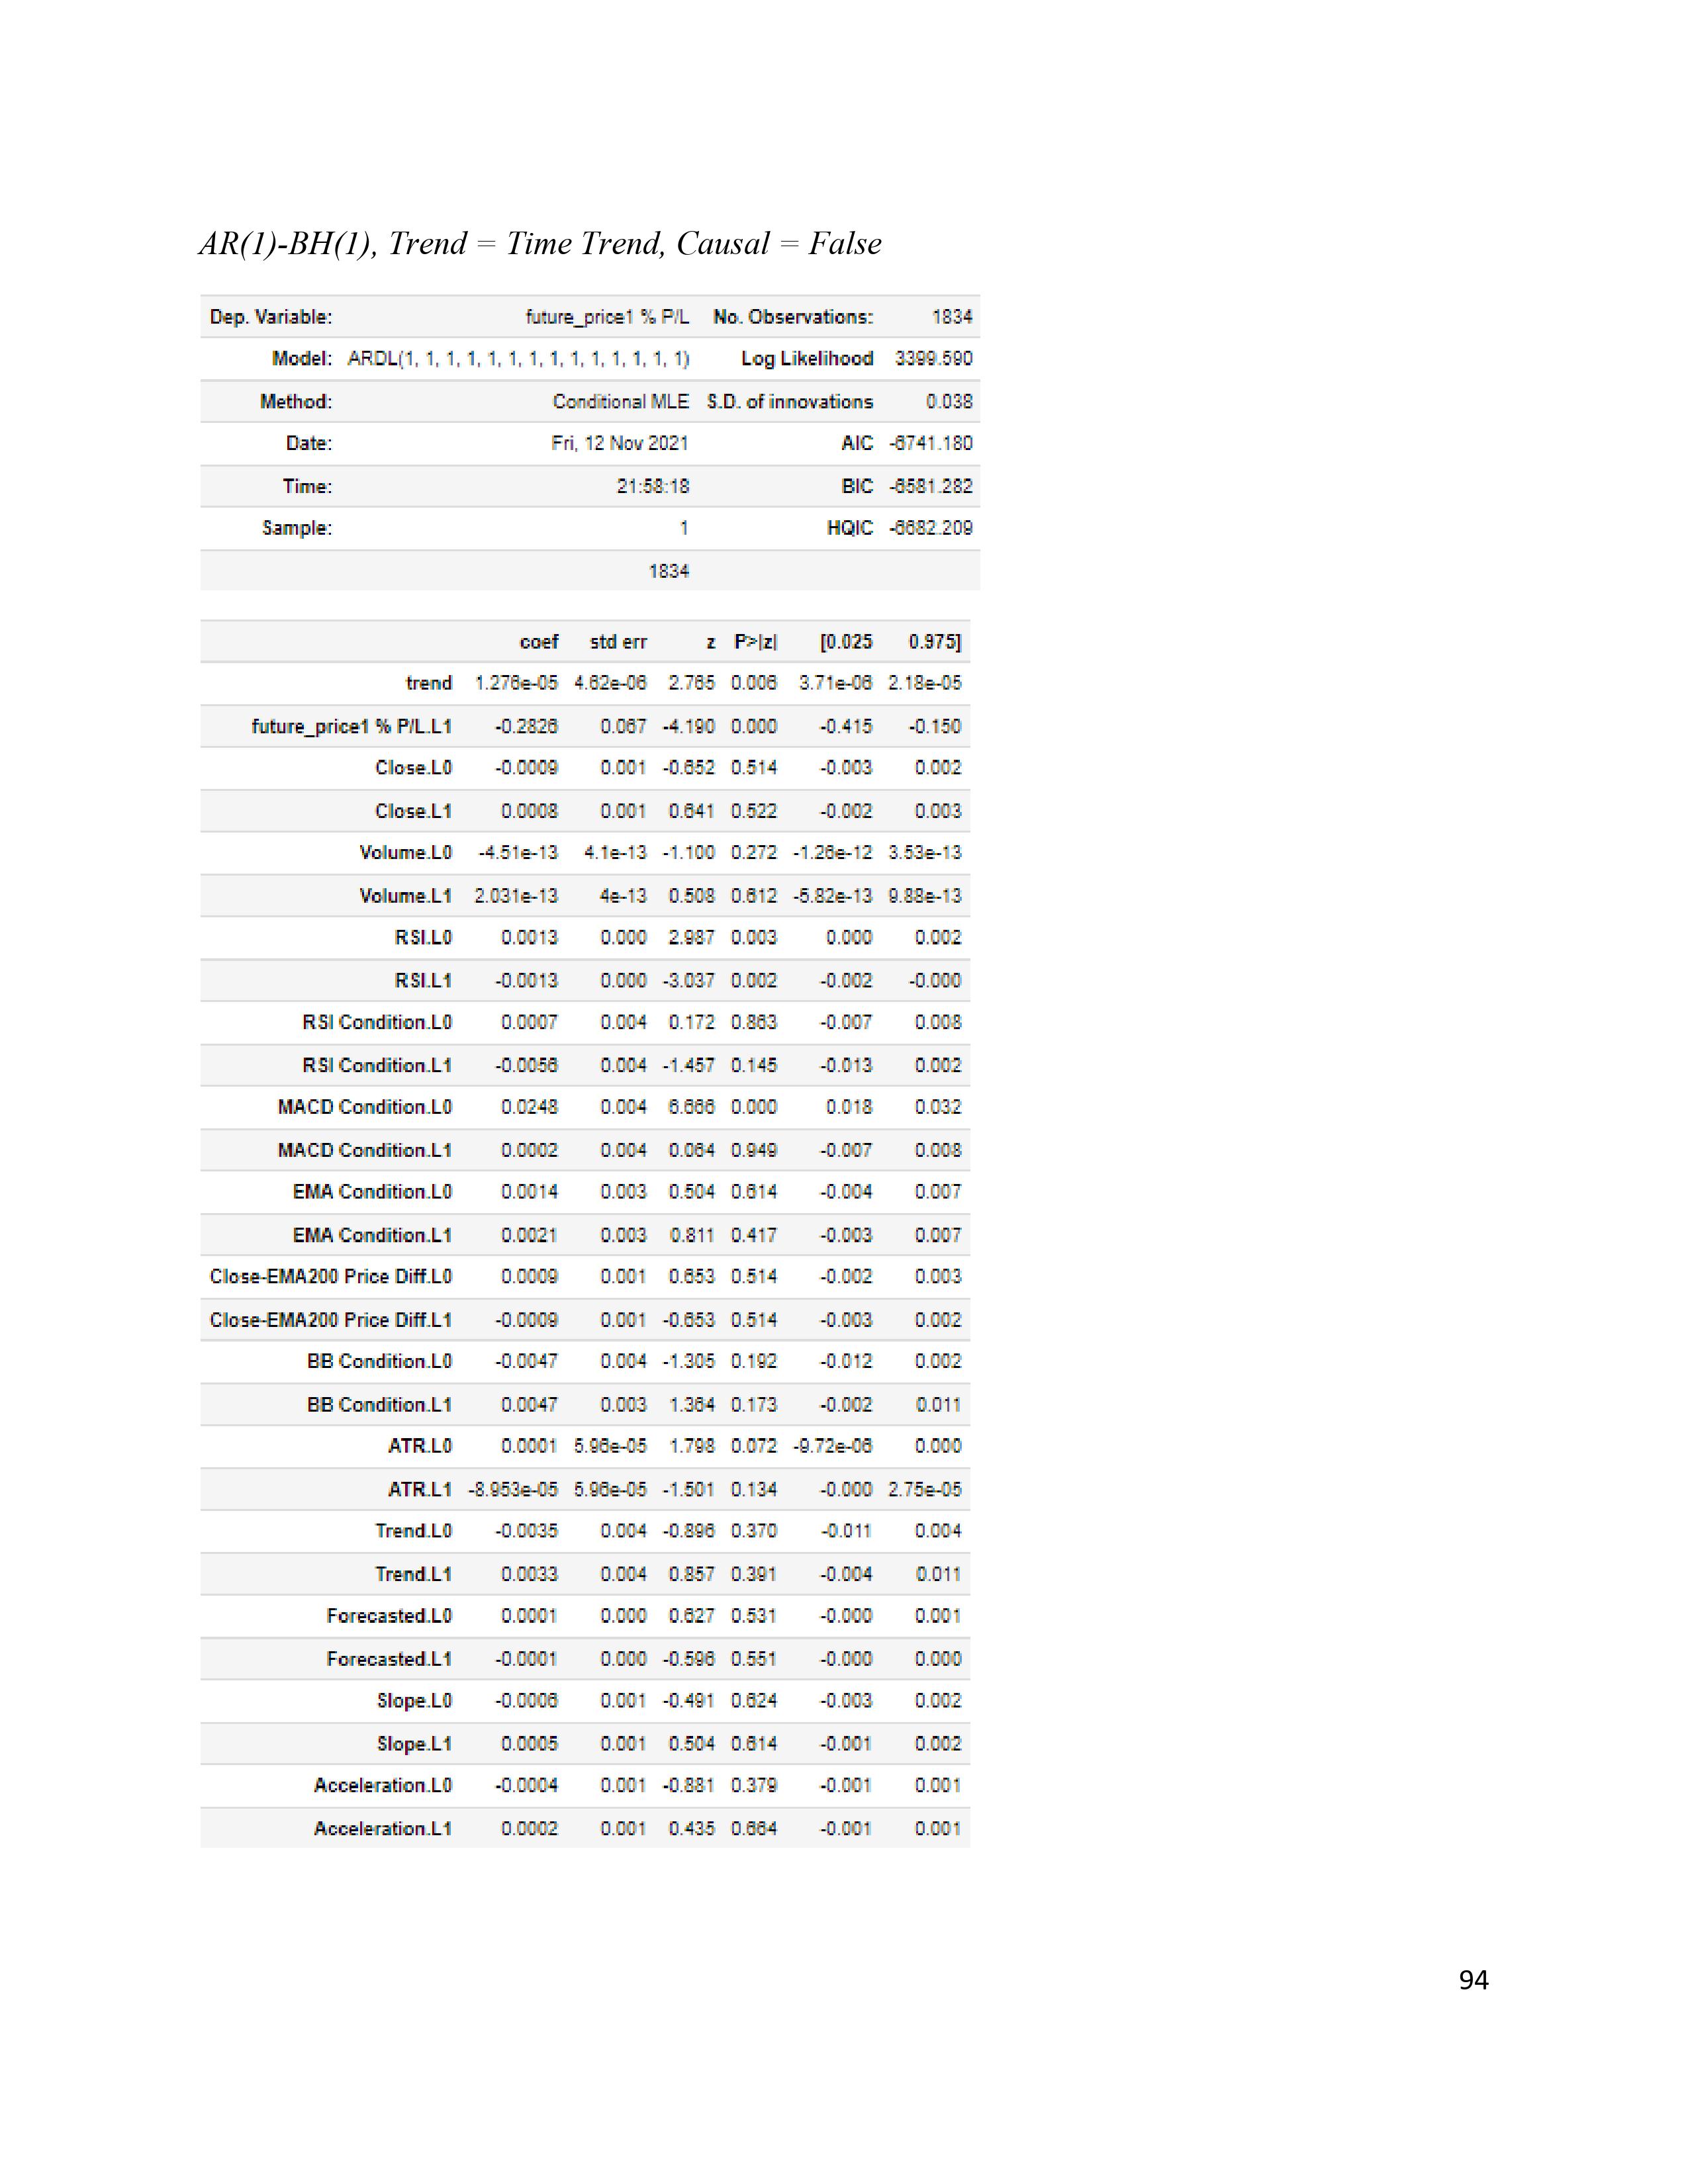 AR(1)-BH(1), Trend = Time Trend, Causal = False
Dep. Variable: future_price1 % P/L No. Observations: 1834
Model: ARDL(1, 1, 1, 1, 1, 1, 1, 1, 1, 1, 1, 1, 1, 1) Log Likelihood 3399.590
Method: Conditional MLE S.D. of innovations 0.038
Date: Fri, 12 Nov 2021 AIC -6741.180
Time: 21:58:18 BIC -6581.282
Sample: 1 HQIC -6682.209
1834
coef std err z P>|z| [0.025 0.975]
trend 1.276e-05 4.62e-06 2.765 0.006 3.71e-06 2.18e-05
future_price1 % P/L.L1 -0.2826 0.067 -4.190 0.000 -0.415 -0.150
Close.L0 -0.0009 0.001 -0.652 0.514 -0.003 0.002
Close.L1 0.0008 0.001 0.641 0.522 -0.002 0.003
Volume.L0 -4.51e-13 4.1e-13 -1.100 0.272 -1.26e-12 3.53e-13
Volume.L1 2.031e-13 4e-13 0.508 0.612 -5.82e-13 9.88e-13
RSI.L0 0.0013 0.000 2.987 0.003 0.000 0.002
RSI.L1 -0.0013 0.000 -3.037 0.002 -0.002 -0.000
RSI Condition.L0 0.0007 0.004 0.172 0.863 -0.007 0.008
RSI Condition.L1 -0.0056 0.004 -1.457 0.145 -0.013 0.002
MACD Condition.L0 0.0248 0.004 6.666 0.000 0.018 0.032
MACD Condition.L1 0.0002 0.004 0.064 0.949 -0.007 0.008
EMA Condition.L0 0.0014 0.003 0.504 0.614 -0.004 0.007
EMA Condition.L1 0.0021 0.003 0.811 0.417 -0.003 0.007
Close-EMA200 Price Diff.L0 0.0009 0.001 0.653 0.514 -0.002 0.003
Close-EMA200 Price Diff.L1 -0.0009 0.001 -0.653 0.514 -0.003 0.002
BB Condition.L0 -0.0047 0.004 -1.305 0.192 -0.012 0.002
BB Condition.L1 0.0047 0.003 1.364 0.173 -0.002 0.011
ATR.L0 0.0001 5.96e-05 1.798 0.072 -9.72e-06 0.000
ATR.L1 -8.953e-05 5.96e-05 -1.501 0.134 -0.000 2.75e-05
Trend.L0 -0.0035 0.004 -0.896 0.370 -0.011 0.004
Trend.L1 0.0033 0.004 0.857 0.391 -0.004 0.011
Forecasted.L0 0.0001 0.000 0.627 0.531 -0.000 0.001
Forecasted.L1 -0.0001 0.000 -0.596 0.551 -0.000 0.000
Slope.L0 -0.0006 0.001 -0.491 0.624 -0.003 0.002
Slope.L1 0.0005 0.001 0.504 0.614 -0.001 0.002
Acceleration.L0 -0.0004 0.001 -0.881 0.379 -0.001 0.001
Acceleration.L1 0.0002 0.001 0.435 0.664 -0.001 0.001
94